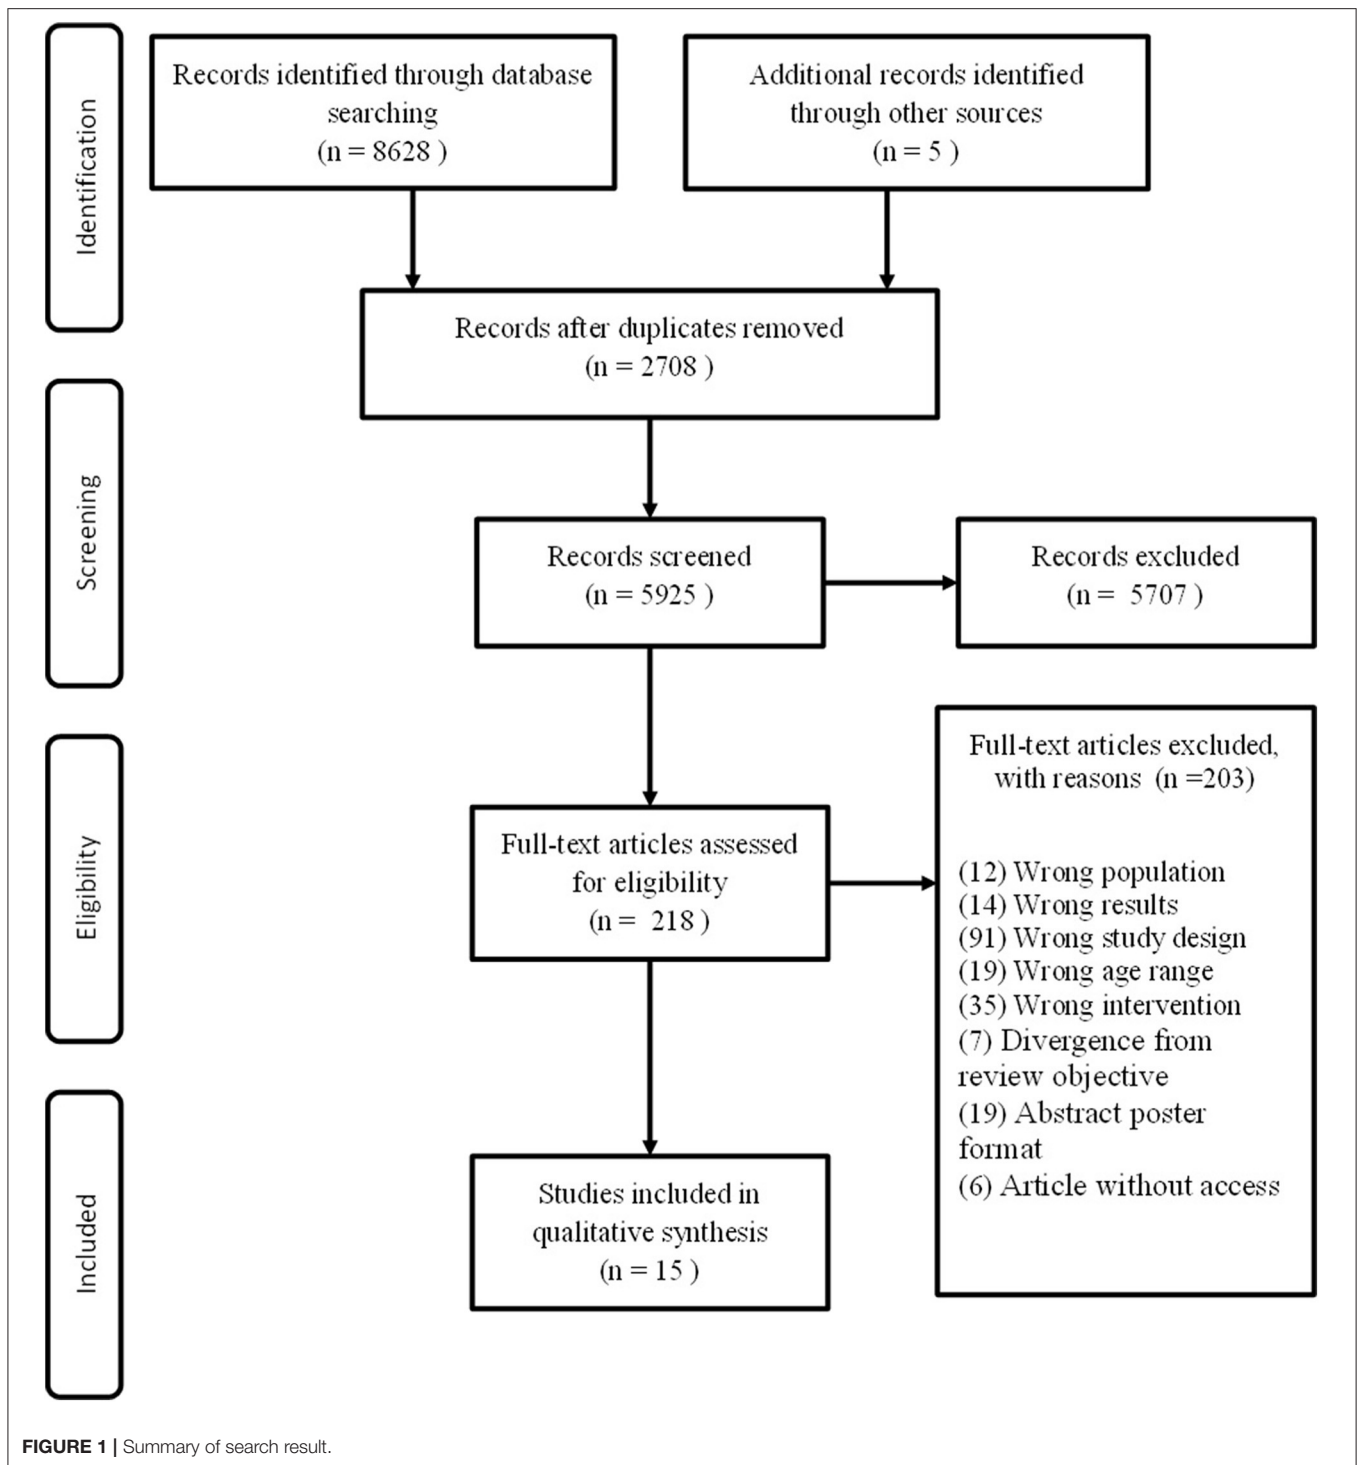 Identification
Records identified through database
searching
(n = 8628 )
Additional records identified
through other sources
(n = 5 )
Records after duplicates removed
(n = 2708 )
Screening
Records screened
(n = 5925 )
Records excluded
(n = 5707 )
Eligibility
Full-text articles assessed
for eligibility
(n = 218 )
Full-text articles excluded,
with reasons (n =203)
(12) Wrong population
(14) Wrong results
(91) Wrong study design
(19) Wrong age range
(35) Wrong intervention
(7) Divergence from
review objective
(19) Abstract poster
format
(6) Article without access
Included
Studies included in
qualitative synthesis
(n = 15 )
FIGURE 1 | Summary of search result.